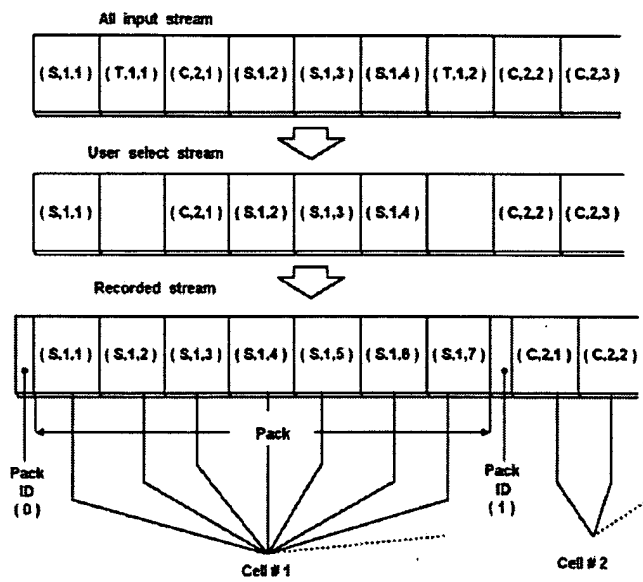 All input stream
( S,1,1 ) ( T,1,1 ) ( C,2,1 ) ( S,1,2 ) ( S,1,3 ) ( S,1,4 ) ( T,1,2 ) ( C,2,2 ) ( C,2,3 )
User select stream
( S,1,1 ) ( C,2,1 ) ( S,1,2 ) ( S,1,3 ) ( S,1,4 ) ( C,2,2 ) ( C,2,3 )
Recorded stream
( S,1,1 ) ( S,1,2 ) ( S,1,3 ) ( S,1,4 ) ( S,1,5 ) ( S,1,6 ) ( S,1,7 ) ( C,2,1 ) ( C,2,2 )
Pack
Pack ID ( 0 )
Pack ID ( 1 )
Cell # 1
Cell # 2